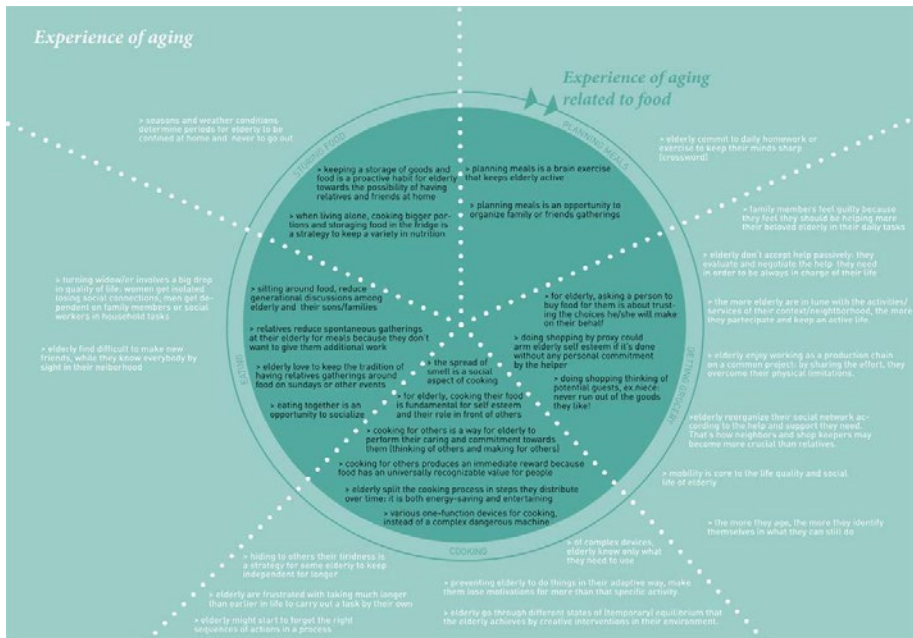 Experience of aging
Experience of aging
related to food
PLANNING MEALS
STORING FOOD
GETTING GROCERY
COOKING
EATING
> seasons and weather conditions
determine periods for elderly to be
confined at home and never to go out
> keeping a storage of goods and
food is a proactive habit for elderly
towards the possibility of having
relatives and friends at home
> when living alone, cooking bigger por-
tions and storaging food in the fridge is
a strategy to keep a variety in nutrition
> planning meals is a brain exercise
that keeps elderly active
> planning meals is an opportunity to
organize family or friends gatherings
> elderly commit to daily homework or
exercise to keep their minds sharp
(crossword)
> family members feel guilty because
they feel they should be helping more
their beloved elderly in their daily tasks
> elderly don't accept help passively: they
evaluate and negotiate the help they need
in order to be always in charge of their life
> the more elderly are in tune with the activities/
services of their context/neighborhood, the more
they partecipate and keep an active life.
> elderly enjoy working as a production chain
on a common project: by sharing the effort, they
overcome their physical limitations.
> elderly reorganize their social network ac-
cording to the help and support they need.
That's how neighbors and shop keepers may
become more crucial than relatives.
> mobility is core to the life quality and social
life of elderly
> the more they age, the more they identify
themselves in what they can still do
> for elderly, asking a person to
buy food for them is about trust-
ing the choices he/she will make
on their behalf
> doing shopping by proxy could
arm elderly self esteem if it's done
without any personal commitment
by the helper
> doing shopping thinking of
potential guests, ex.niece:
never run out of the goods
they like!
> turning widow/er involves a big drop
in quality of life: women get isolated
losing social connections, men get de-
pendent on family members or social
workers in household tasks
> elderly find difficult to make new
friends, while they know everybody by
sight in their neiborhood
> sitting around food, reduce
generational discussions among
elderly and their sons/families
> relatives reduce spontaneous gatherings
at their elderly for meals because they don't
want to give them additional work
> elderly love to keep the tradition of
having relatives gatherings around
food on sundays or other events
> eating together is an
opportunity to socialize
> the spread of
smell is a social
aspect of cooking
> for elderly, cooking their food
is fundamental for self esteem
and their role in front of others
> cooking for others is a way for elderly to
perform their caring and commitment towards
them (thinking of others and making for others)
> cooking for others produces an immediate reward because
food has an universally recognizable value for people
> elderly split the cooking process in steps they distribute
over time: it is both energy-saving and entertaining
> various one-function devices for cooking,
instead of a complex dangerous machine
> hiding to others their tiridness is
a strategy for some elderly to keep
independent for longer
> elderly are frustrated with taking much longer
than earlier in life to carry out a task by their own
> elderly might start to forget the right
sequences of actions in a process
> of complex devices,
elderly know only what
they need to use
> preventing elderly to do things in their adaptive way, make
them lose motivations for more than that specific activity.
> elderly go through different states of (temporary) equilibrium that
the elderly achieves by creative interventions in their environment.